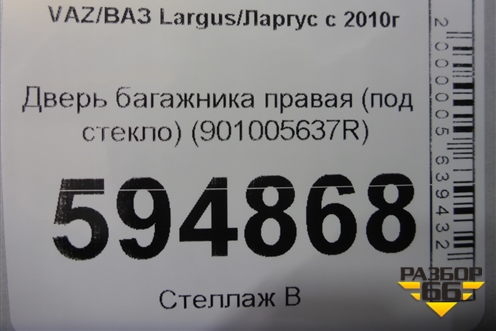 VAZ/ВАЗ Largus/Ларгус с 2010г
Дверь багажника правая (под
стекло) (901005637R)
594868
Стеллаж В
2000005639432
РАЗБОР
66